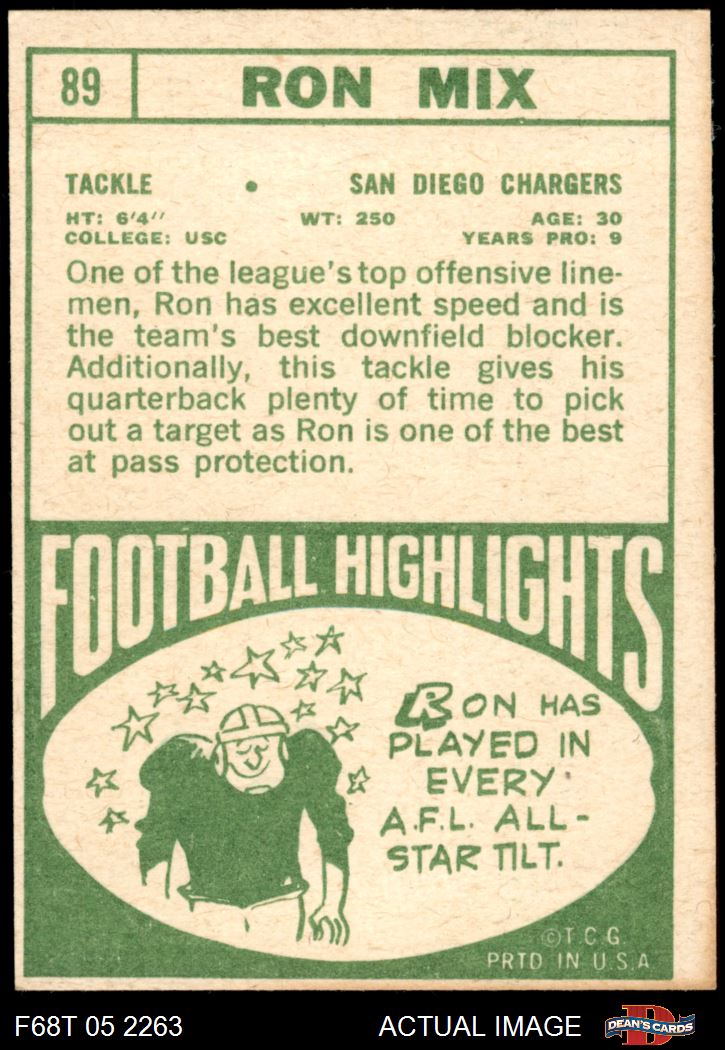 89 RON MIX
TACKLE • SAN DIEGO CHARGERS
HT: 6'4'' WT: 250 AGE: 30
COLLEGE: USC YEARS PRO: 9
One of the league's top offensive line-
men, Ron has excellent speed and is
the team's best downfield blocker.
Additionally, this tackle gives his
quarterback plenty of time to pick
out a target as Ron is one of the best
at pass protection.
FOOTBALL HIGHLIGHTS
RON HAS
PLAYED IN
EVERY
A.F.L. ALL-
STAR TILT.
©T.C.G.
PRTD IN U.S.A
F68T 05 2263 ACTUAL IMAGE D
DEAN'S CARDS